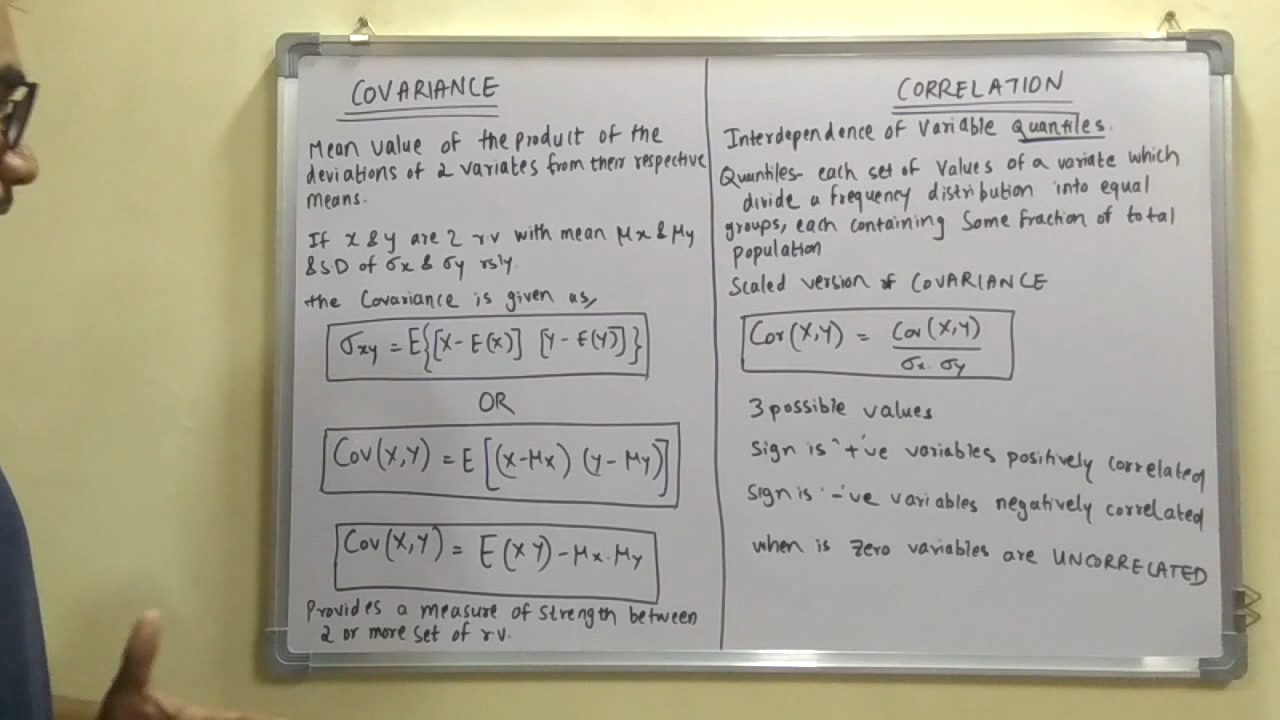 COVARIANCE
Mean value of the product of the
deviations of 2 variates from their respective
means.
If x & y are 2 r.v with mean μx & μy
& SD of σx & σy rsly.
the Covariance is given as,
σxy = E{[X - E(X)] [Y - E(Y)]}
OR
Cov(X,Y) = E[(x-μx) (y-μy)]
Cov(X,Y) = E(XY) - μx.μy
Provides a measure of strength between
2 or more set of r.v.
CORRELATION
Interdependence of Variable Quantiles.
Quantiles- each set of Values of a variate which
divide a frequency distribution into equal
groups, each containing Some fraction of total
population
Scaled version of COVARIANCE
Cor(X,Y) = Cov(X,Y)
σx.σy
3 possible values
Sign is '+'ve variables positively correlated
Sign is '-'ve variables negatively correlated
when is zero variables are UNCORRELATED